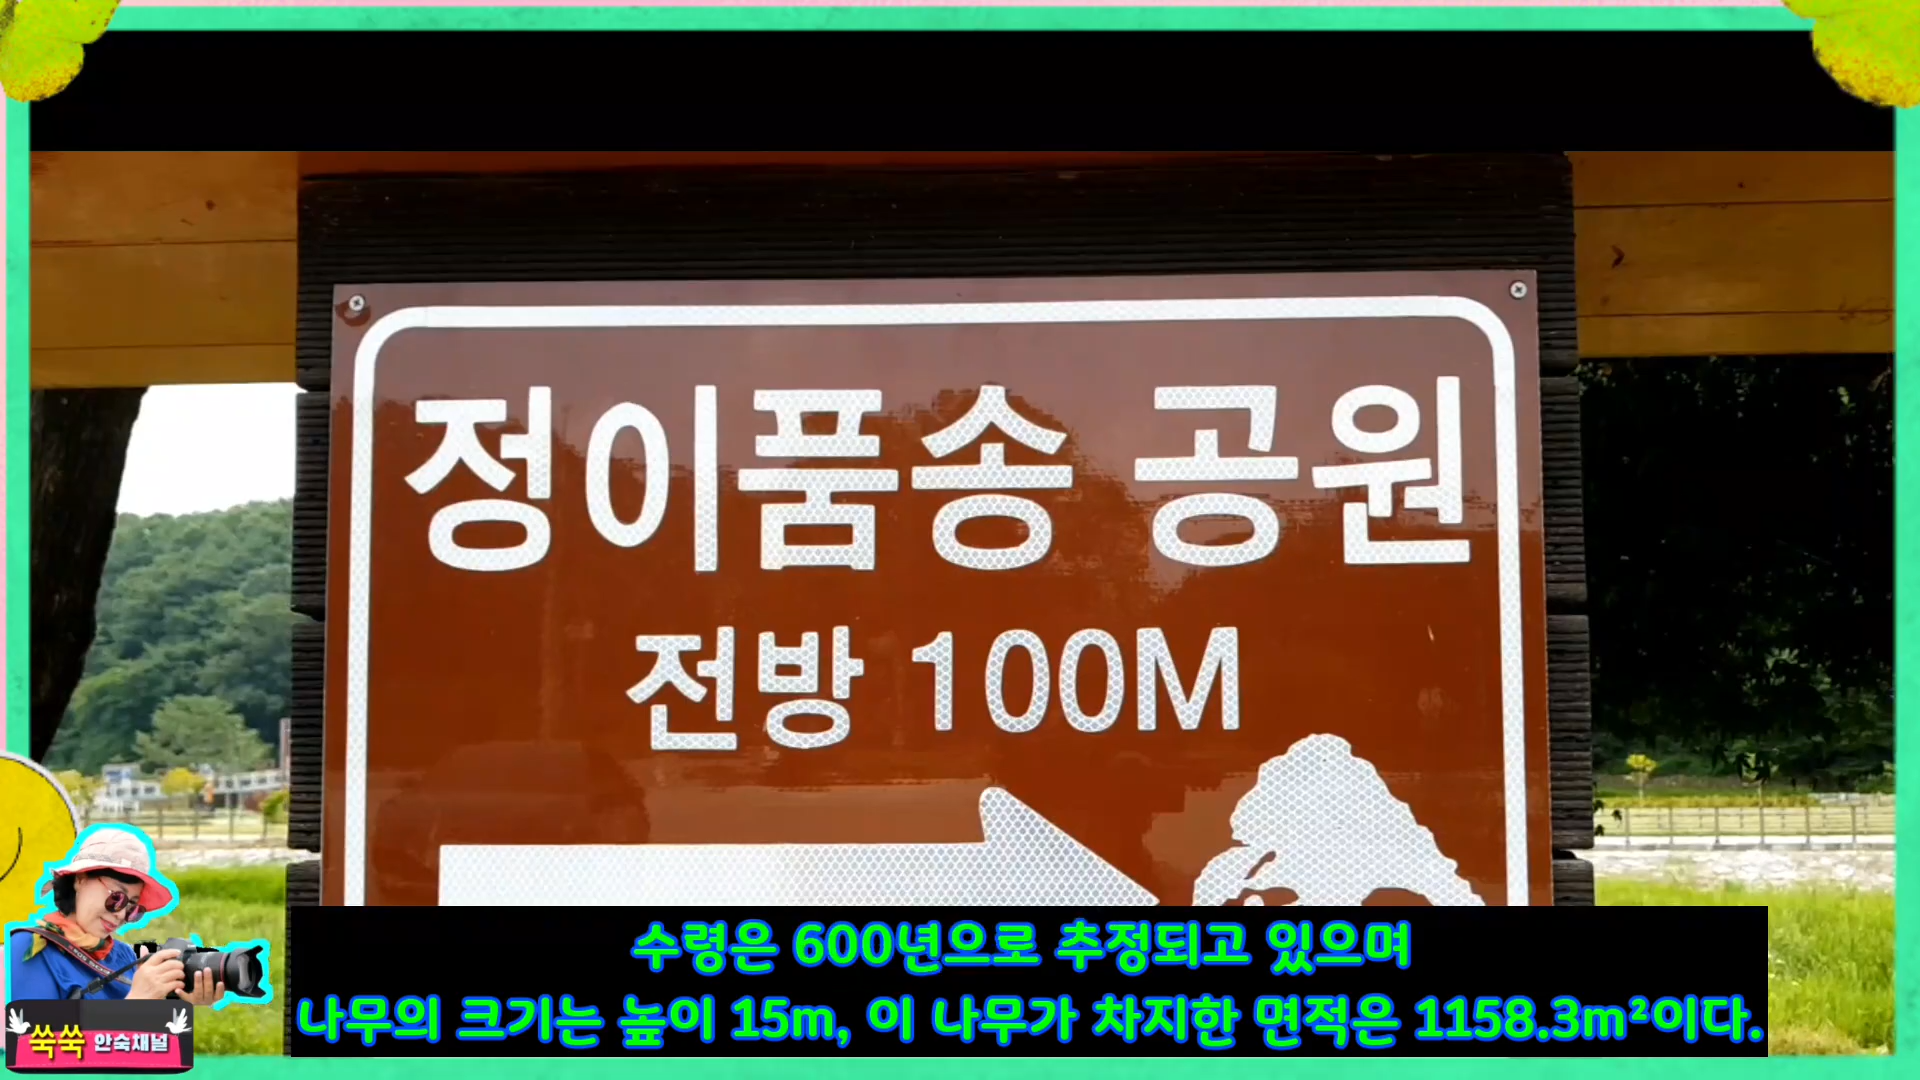 정이품송 공원
전방 100M
수령은 600년으로 추정되고 있으며
나무의 크기는 높이 15m, 이 나무가 차지한 면적은 1158.3m²이다.
쑥쑥 안숙채널